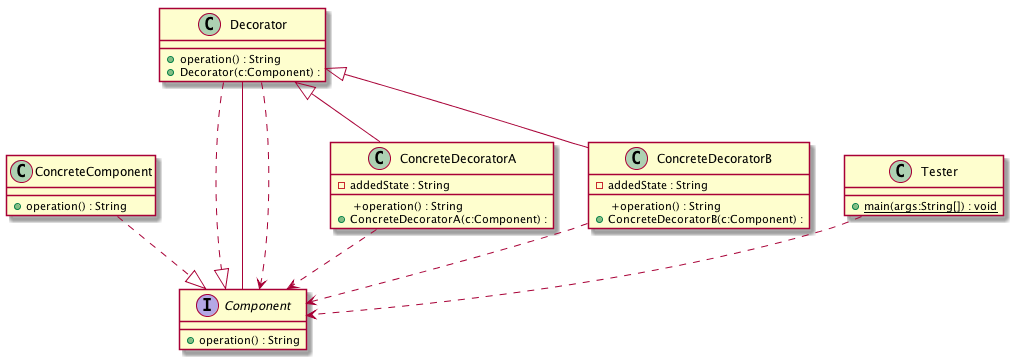 C Decorator
operation() : String
Decorator(c:Component) :
C ConcreteComponent
operation() : String
C ConcreteDecoratorA
addedState : String
+operation() : String
ConcreteDecoratorA(c:Component) :
C ConcreteDecoratorB
addedState : String
+operation() : String
ConcreteDecoratorB(c:Component) :
C Tester
main(args:String[]) : void
I Component
operation() : String